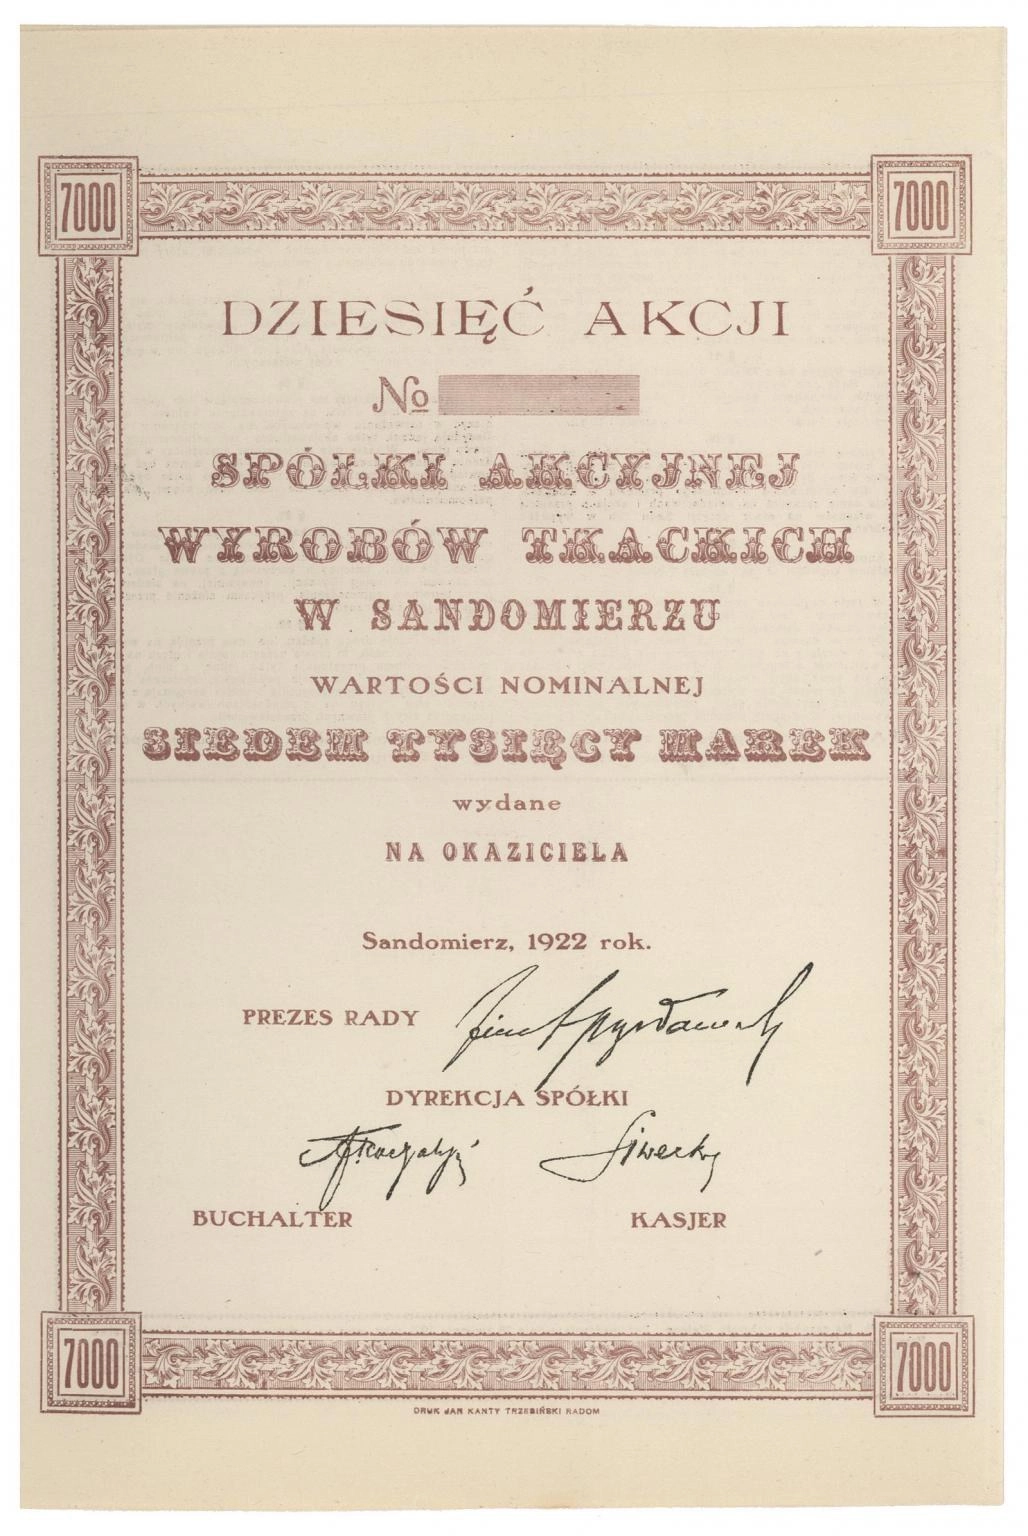 7000 7000
DZIESIĘĆ AKCJI
No
SPÓŁKI AKCYJNEJ
WYROBÓW TKACKICH
W SANDOMIERZU
WARTOŚCI NOMINALNEJ
SIEDEM TYSIĘCY MAREK
wydane
NA OKAZICIELA
Sandomierz, 1922 rok.
PREZES RADY
DYREKCJA SPÓŁKI
BUCHALTER KASJER
7000 7000
DRUK JAN KANTY TRZEBIŃSKI RADOM